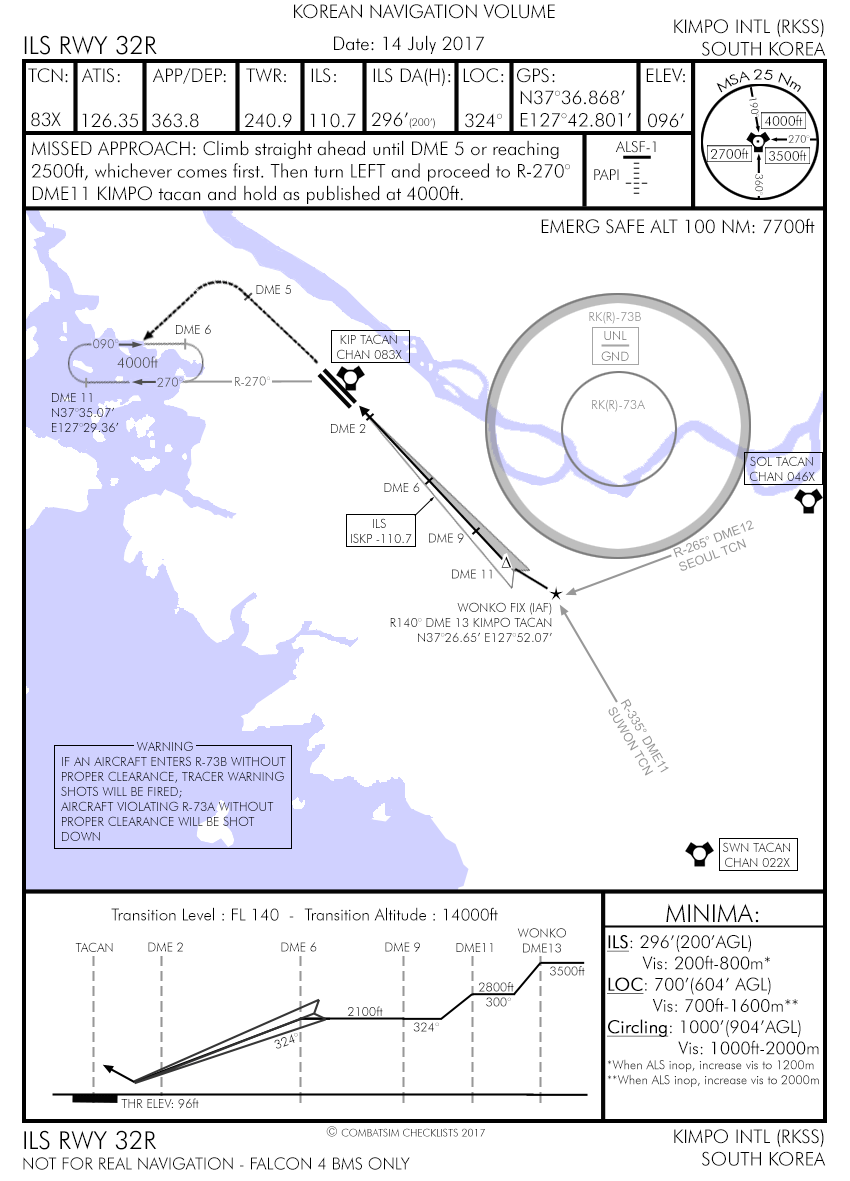 KOREAN NAVIGATION VOLUME
ILS RWY 32R
Date: 14 July 2017
KIMPO INTL (RKSS)
SOUTH KOREA
TCN:
83X
ATIS:
126.35
APP/DEP:
363.8
TWR:
240.9
ILS:
110.7
ILS DA(H):
296'(200')
LOC:
324°
GPS:
N37°36.868'
E127°42.801'
ELEV:
096'
MSA 25 Nm
190°
4000ft
270°
2700ft
3500ft
360°
MISSED APPROACH: Climb straight ahead until DME 5 or reaching
2500ft, whichever comes first. Then turn LEFT and proceed to R-270°
DME11 KIMPO tacan and hold as published at 4000ft.
ALSF-1
PAPI
EMERG SAFE ALT 100 NM: 7700ft
DME 5
DME 6
090°
4000ft
270°
R-270°
DME 11
N37°35.07'
E127°29.36'
KIP TACAN
CHAN 083X
RK(R)-73B
UNL
GND
RK(R)-73A
DME 2
SOL TACAN
CHAN 046X
DME 6
ILS
ISKP -110.7
DME 9
DME 11
R-265° DME12
SEOUL TCN
WONKO FIX (IAF)
R140° DME 13 KIMPO TACAN
N37°26.65' E127°52.07'
R-335° DME11
SUWON TCN
WARNING
IF AN AIRCRAFT ENTERS R-73B WITHOUT
PROPER CLEARANCE, TRACER WARNING
SHOTS WILL BE FIRED;
AIRCRAFT VIOLATING R-73A WITHOUT
PROPER CLEARANCE WILL BE SHOT
DOWN
SWN TACAN
CHAN 022X
Transition Level : FL 140 - Transition Altitude : 14000ft
TACAN
DME 2
DME 6
DME 9
DME11
WONKO
DME13
3500ft
2800ft
300°
2100ft
324°
324°
THR ELEV: 96ft
MINIMA:
ILS: 296'(200'AGL)
Vis: 200ft-800m*
LOC: 700'(604' AGL)
Vis: 700ft-1600m**
Circling: 1000'(904'AGL)
Vis: 1000ft-2000m
*When ALS inop, increase vis to 1200m
**When ALS inop, increase vis to 2000m
ILS RWY 32R
NOT FOR REAL NAVIGATION - FALCON 4 BMS ONLY
© COMBATSIM CHECKLISTS 2017
KIMPO INTL (RKSS)
SOUTH KOREA